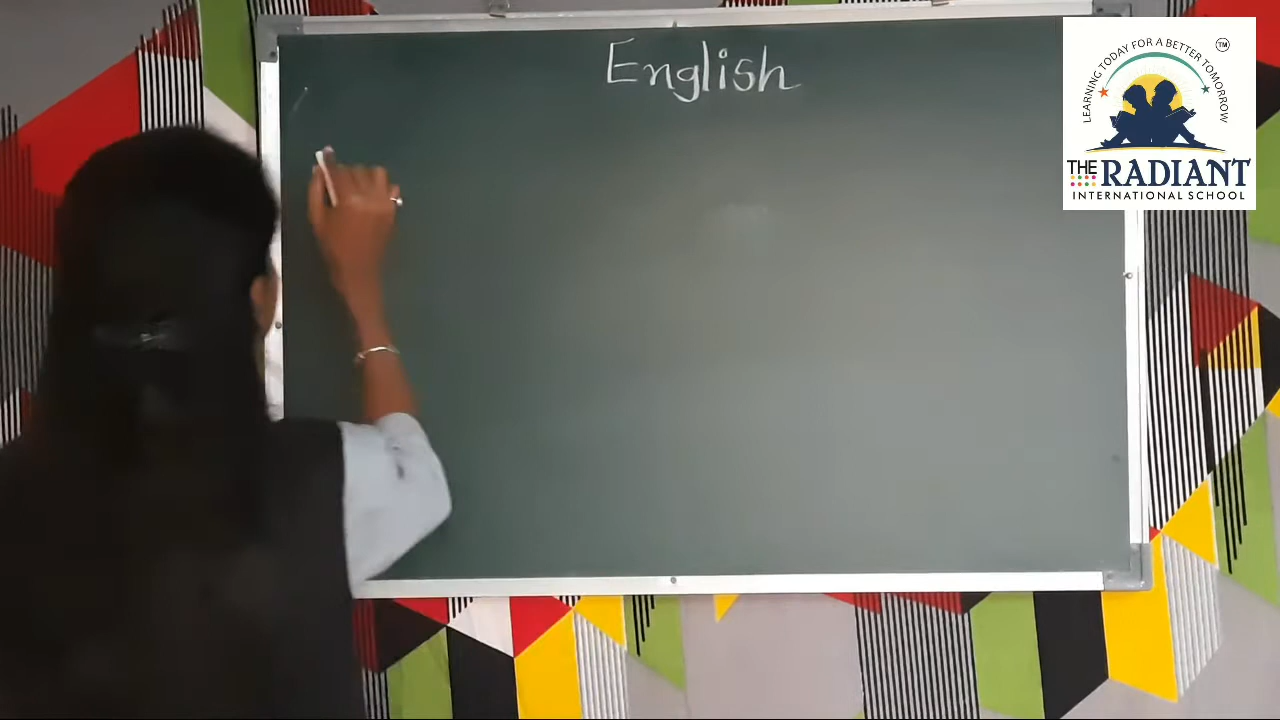 English
LEARNING TODAY FOR A BETTER TOMORROW
TM
THE RADIANT
INTERNATIONAL SCHOOL